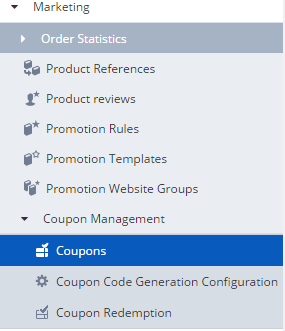 Marketing
Order Statistics
Product References
Product reviews
Promotion Rules
Promotion Templates
Promotion Website Groups
Coupon Management
Coupons
Coupon Code Generation Configuration
Coupon Redemption